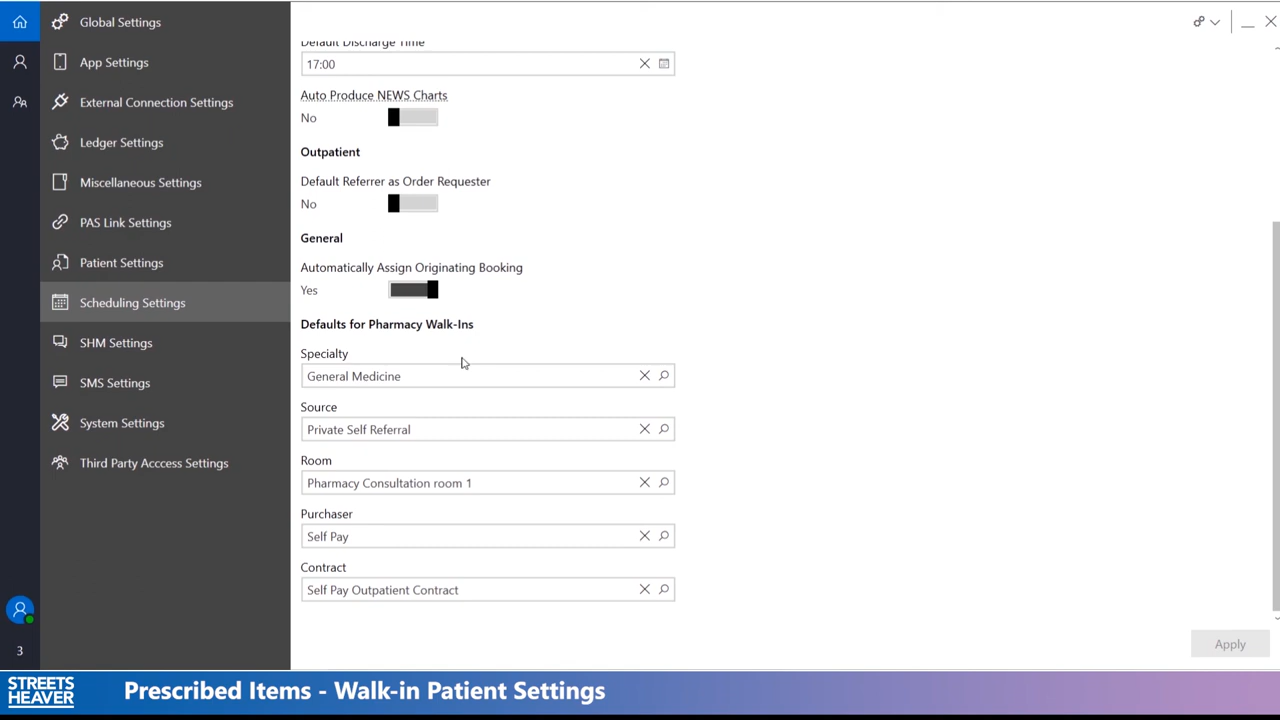 Global Settings
App Settings
External Connection Settings
Ledger Settings
Miscellaneous Settings
PAS Link Settings
Patient Settings
Scheduling Settings
SHM Settings
SMS Settings
System Settings
Third Party Acccess Settings
3
Default Discharge Time
17:00
Auto Produce NEWS Charts
No
Outpatient
Default Referrer as Order Requester
No
General
Automatically Assign Originating Booking
Yes
Defaults for Pharmacy Walk-Ins
Specialty
General Medicine
Source
Private Self Referral
Room
Pharmacy Consultation room 1
Purchaser
Self Pay
Contract
Self Pay Outpatient Contract
Apply
STREETS
HEAVER
Prescribed Items - Walk-in Patient Settings